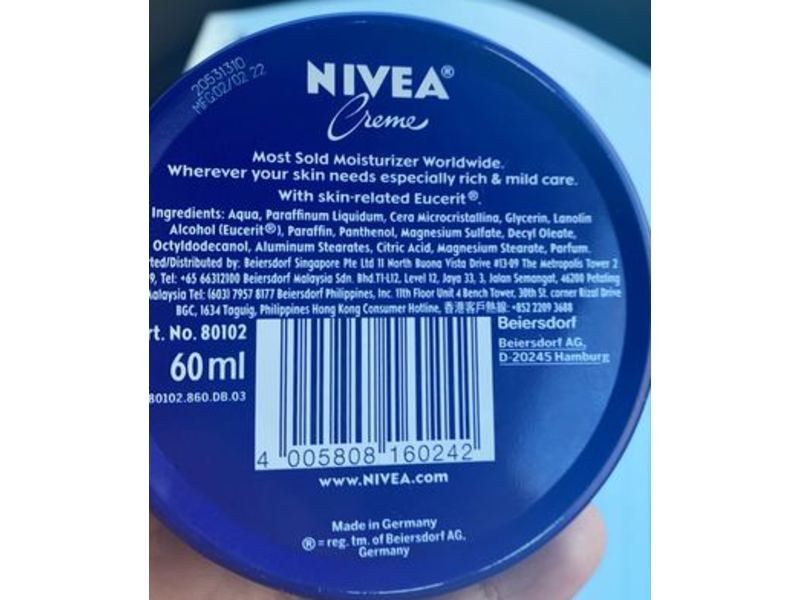 20531310
MFG:02/02 22
NIVEA®
Creme
Most Sold Moisturizer Worldwide.
Wherever your skin needs especially rich & mild care.
With skin-related Eucerit®.
Ingredients: Aqua, Paraffinum Liquidum, Cera Microcristallina, Glycerin, Lanolin
Alcohol (Eucerit®), Paraffin, Panthenol, Magnesium Sulfate, Decyl Oleate,
Octyldodecanol, Aluminum Stearates, Citric Acid, Magnesium Stearate, Parfum.
ted/Distributed by: Beiersdorf Singapore Pte Ltd 11 North Buona Vista Drive #13-09 The Metropolis Tower 2
9, Tel: +65 66312100 Beiersdorf Malaysia Sdn. Bhd.T1-L12. Level 12, Jaya 33, 3, Jalan Semangat, 46200 Petaling
alaysia Tel: (603) 7957 8177 Beiersdorf Philippines, Inc. 11th Floor Unit 4 Bench Tower, 30th St. corner Rizal Drive
BGC, 1634 Taguig, Philippines Hong Kong Consumer Hotline, 香港客戶熱線: +852 2209 3688
rt. No. 80102
60ml
80102.860.DB.03
Beiersdorf
Beiersdorf AG,
D-20245 Hamburg
4 005808 160242
www.NIVEA.com
Made in Germany
® = reg. tm. of Beiersdorf AG,
Germany